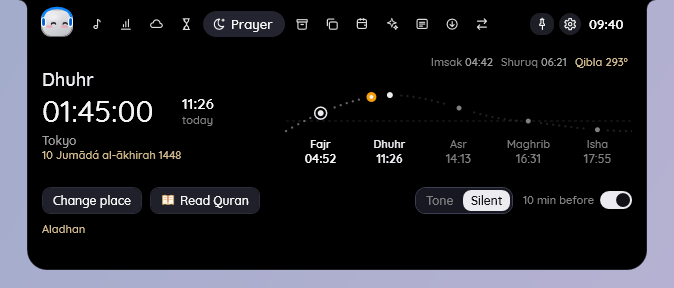 Prayer
09:40
Imsak 04:42 Shuruq 06:21 Qibla 293°
Dhuhr
01:45:00
11:26
today
Tokyo
10 Jumādá al-ākhirah 1448
Fajr Dhuhr Asr Maghrib Isha
04:52 11:26 14:13 16:31 17:55
Change place Read Quran Tone Silent 10 min before
Aladhan